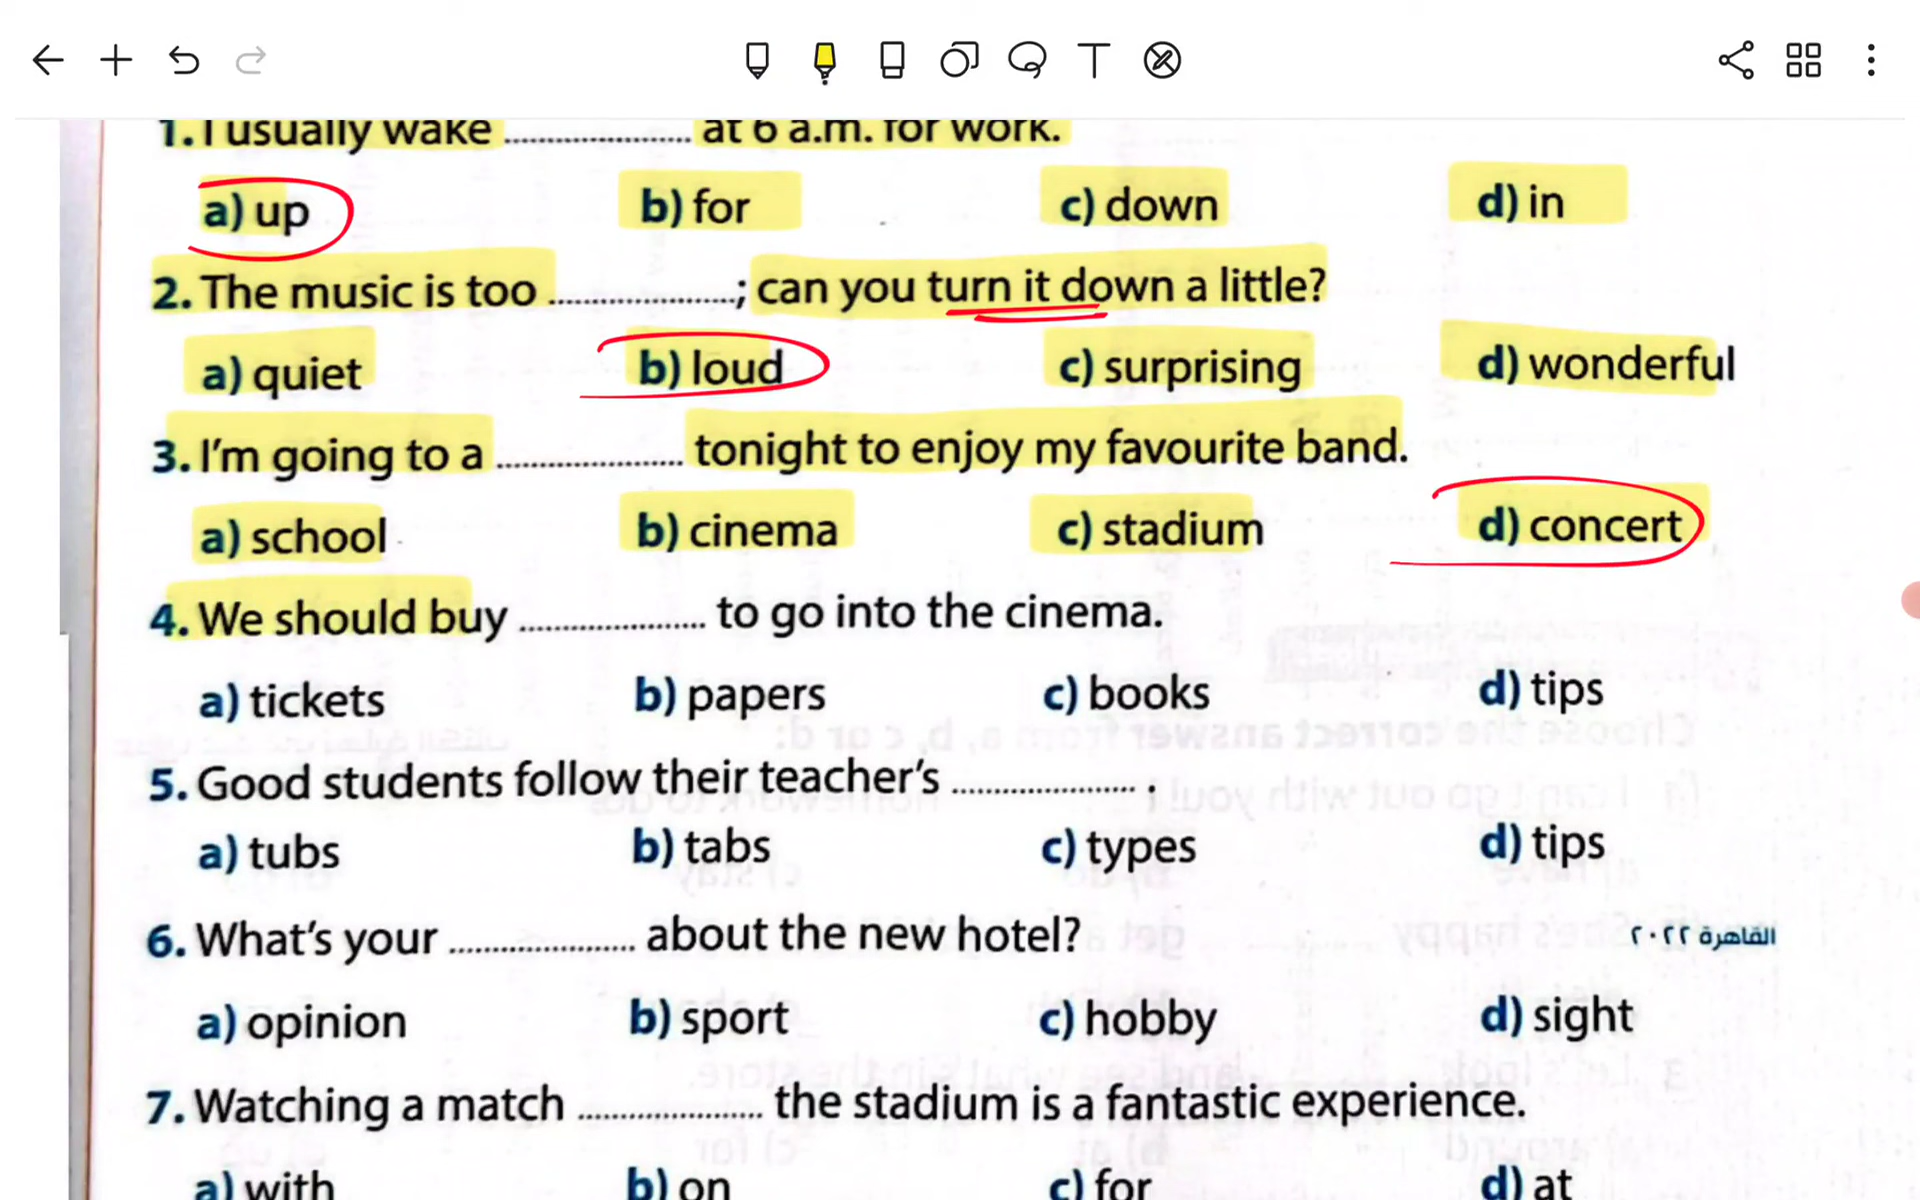 1. I usually wake .................... at 6 a.m. for work.
a) up b) for c) down d) in
2. The music is too ....................; can you turn it down a little?
a) quiet b) loud c) surprising d) wonderful
3. I'm going to a .................... tonight to enjoy my favourite band.
a) school b) cinema c) stadium d) concert
4. We should buy .................... to go into the cinema.
a) tickets b) papers c) books d) tips
5. Good students follow their teacher's .................... .
a) tubs b) tabs c) types d) tips
6. What's your .................... about the new hotel? القاهرة ٢٠٢٢
a) opinion b) sport c) hobby d) sight
7. Watching a match .................... the stadium is a fantastic experience.
a) with b) on c) for d) at